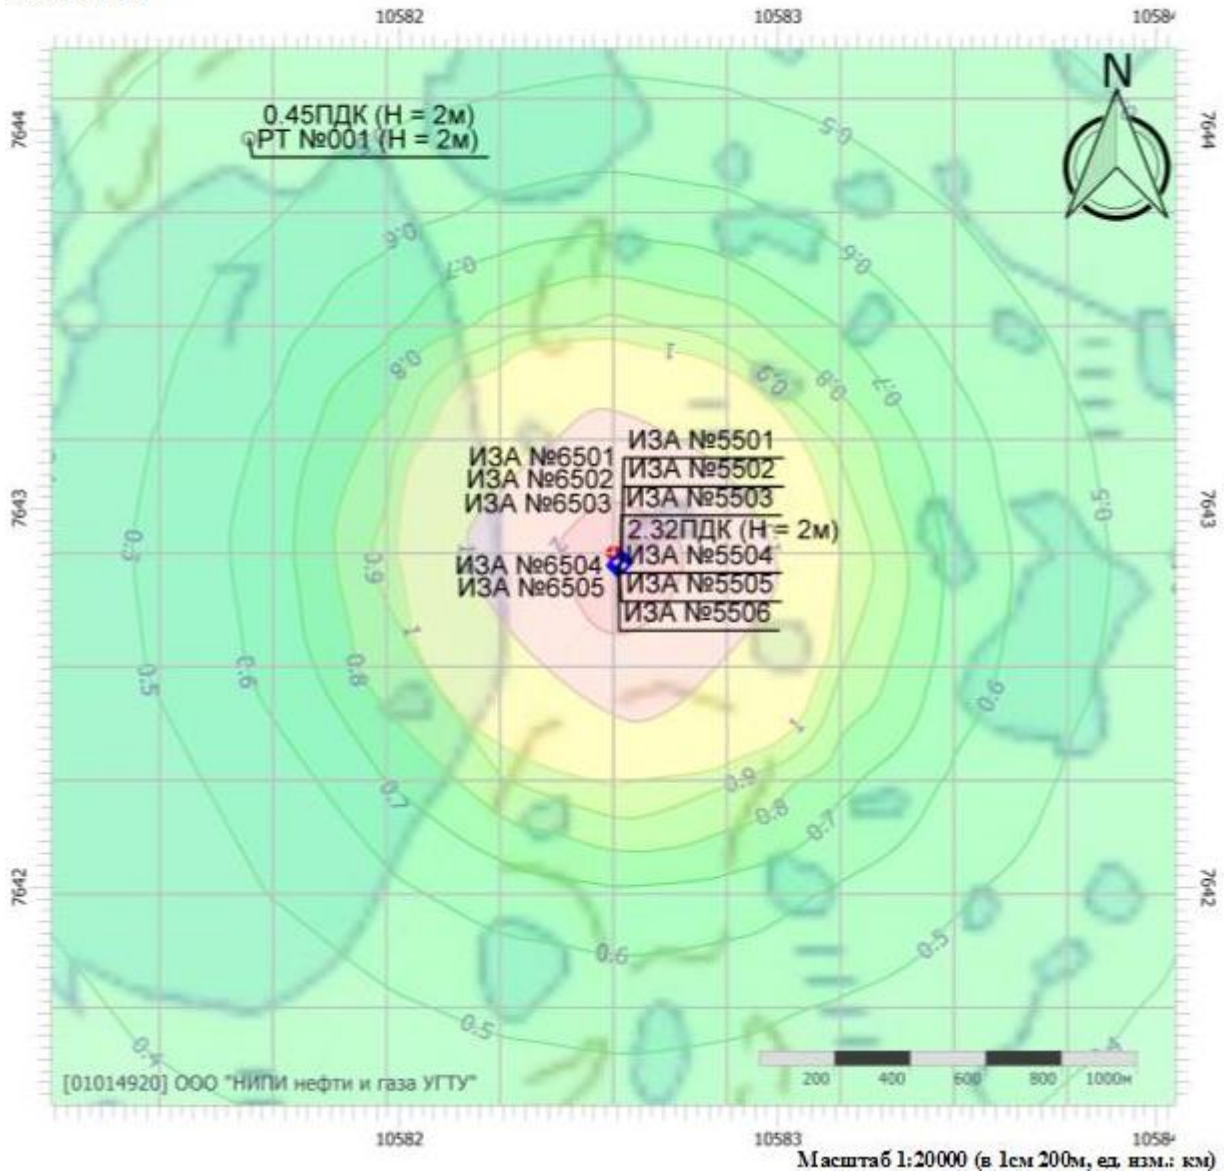 10582 10583 10584
N
0.45ПДК (Н = 2м)
РТ №001 (Н = 2м)
7644 7644
0.5
0.6
0.6
0.7
1
0.8
0.9
0.8
0.7
ИЗА №5501
ИЗА №6501
ИЗА №5502
ИЗА №6502
ИЗА №5503
ИЗА №6503
7643 7643
0.5
2.32ПДК (Н = 2м)
0.9
2
ИЗА №5504
ИЗА №6504
ИЗА №5505
ИЗА №6505
ИЗА №5506
1
0.5
0.6
0.8
0.6
1
0.9
0.7
0.8
0.7
7642 7642
0.6
0.5
0.5
0.4
[01014920] ООО "НИПИ нефти и газа УГТУ"
200 400 600 800 1000м
10582 10583
Масштаб 1:20000 (в 1см 200м, ед. изм.: км)